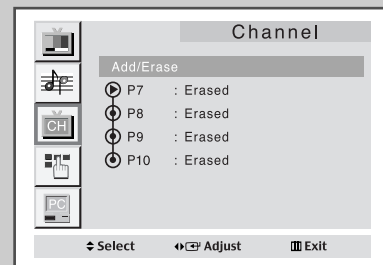 Channel
Add/Erase
P7 : Erased
P8 : Erased
P9 : Erased
P10 : Erased
CH
PC
Select Adjust Exit